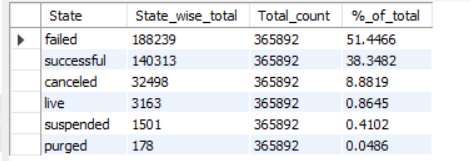 State State_wise_total Total_count %_of_total
failed 188239 365892 51.4466
successful 140313 365892 38.3482
canceled 32498 365892 8.8819
live 3163 365892 0.8645
suspended 1501 365892 0.4102
purged 178 365892 0.0486